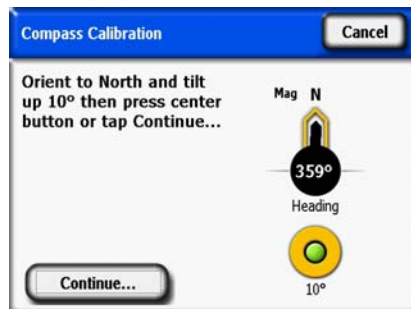 Compass Calibration
Cancel
Orient to North and tilt
up 10° then press center
button or tap Continue...
Mag N
359°
Heading
10°
Continue...